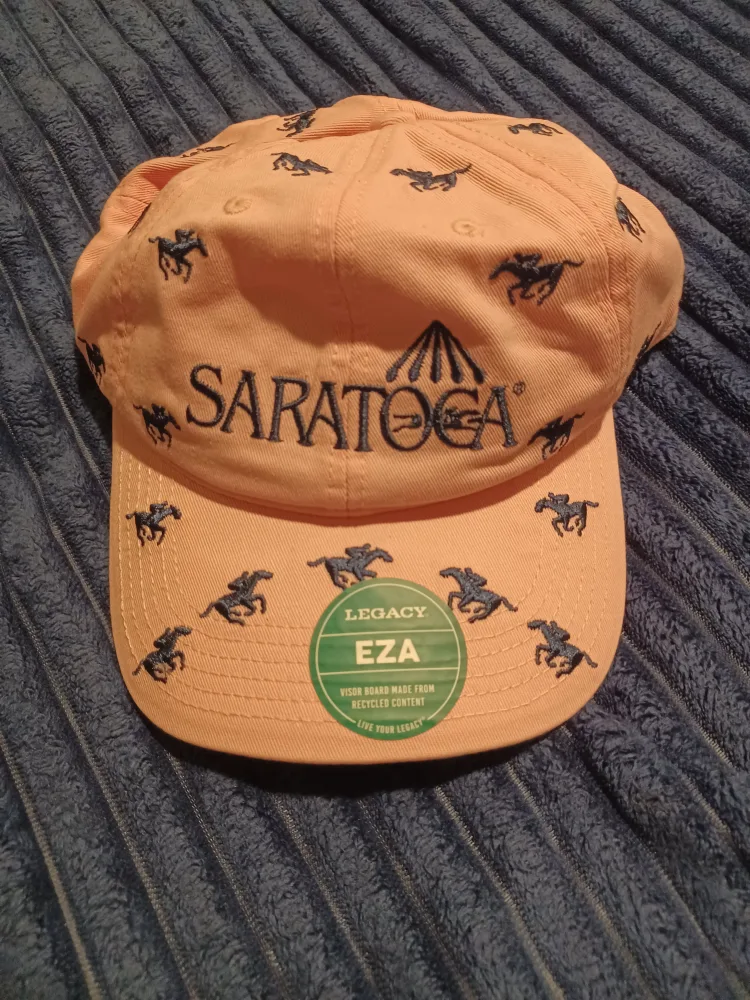 SARATOGA®
LEGACY®
EZA
VISOR BOARD MADE FROM
RECYCLED CONTENT
LIVE YOUR LEGACY®